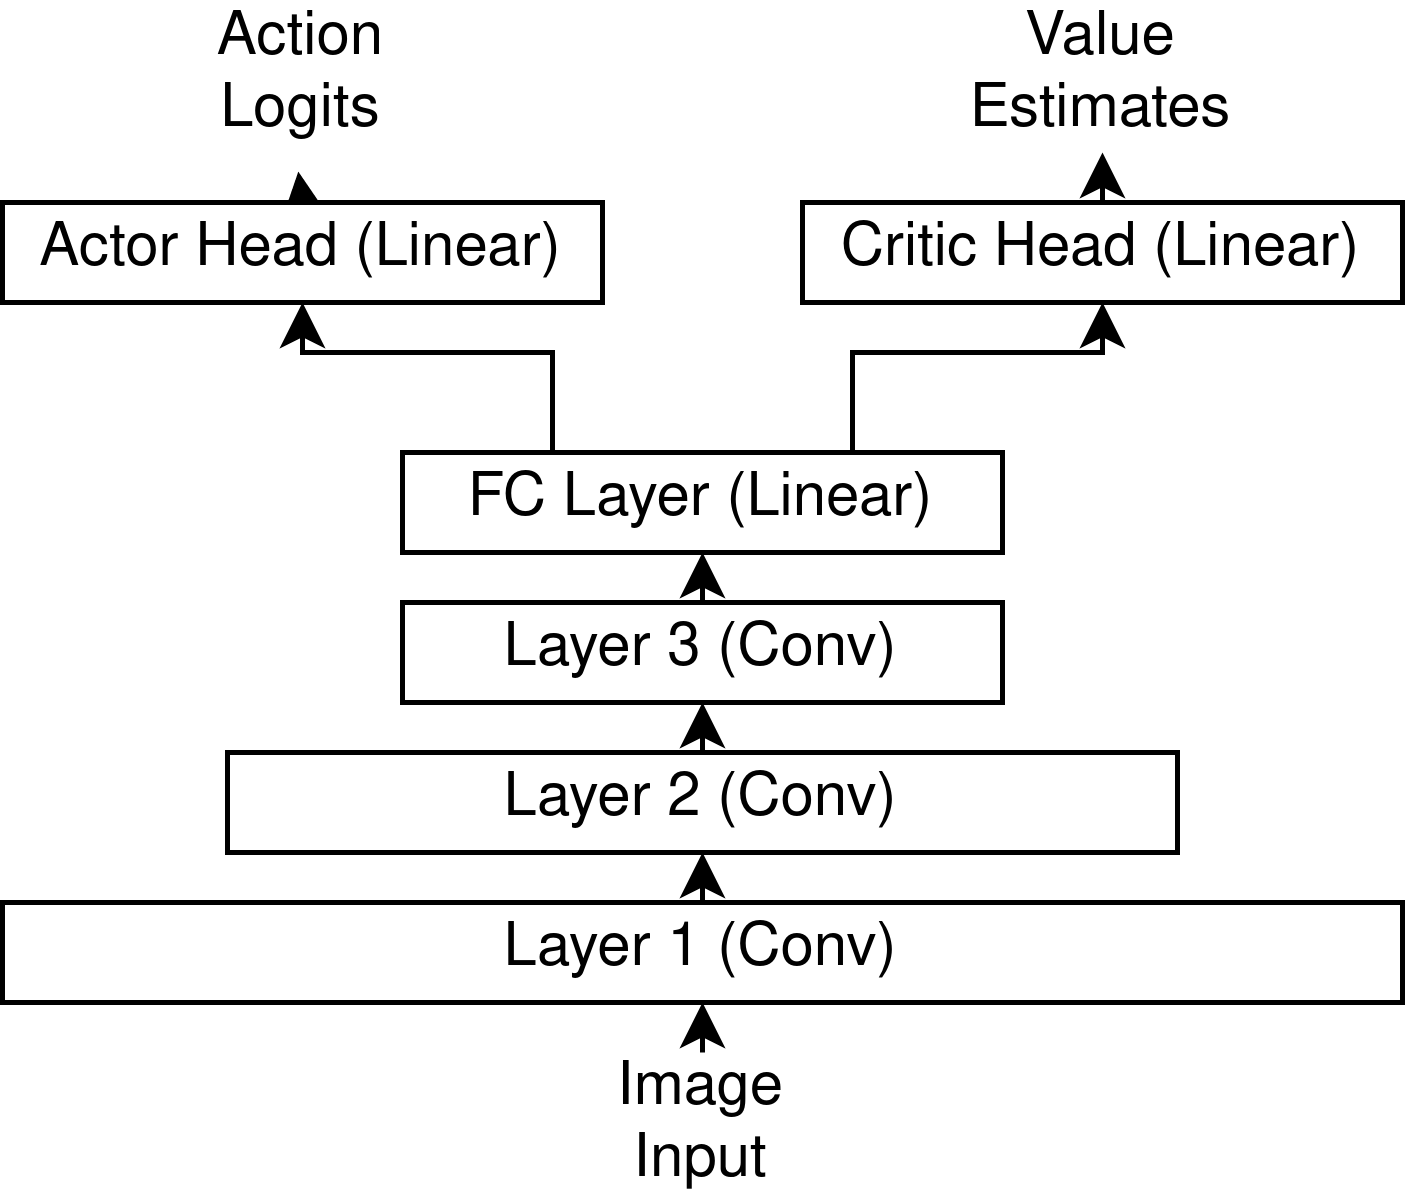 Action
Logits
Value
Estimates
Actor Head (Linear)
Critic Head (Linear)
FC Layer (Linear)
Layer 3 (Conv)
Layer 2 (Conv)
Layer 1 (Conv)
Image
Input